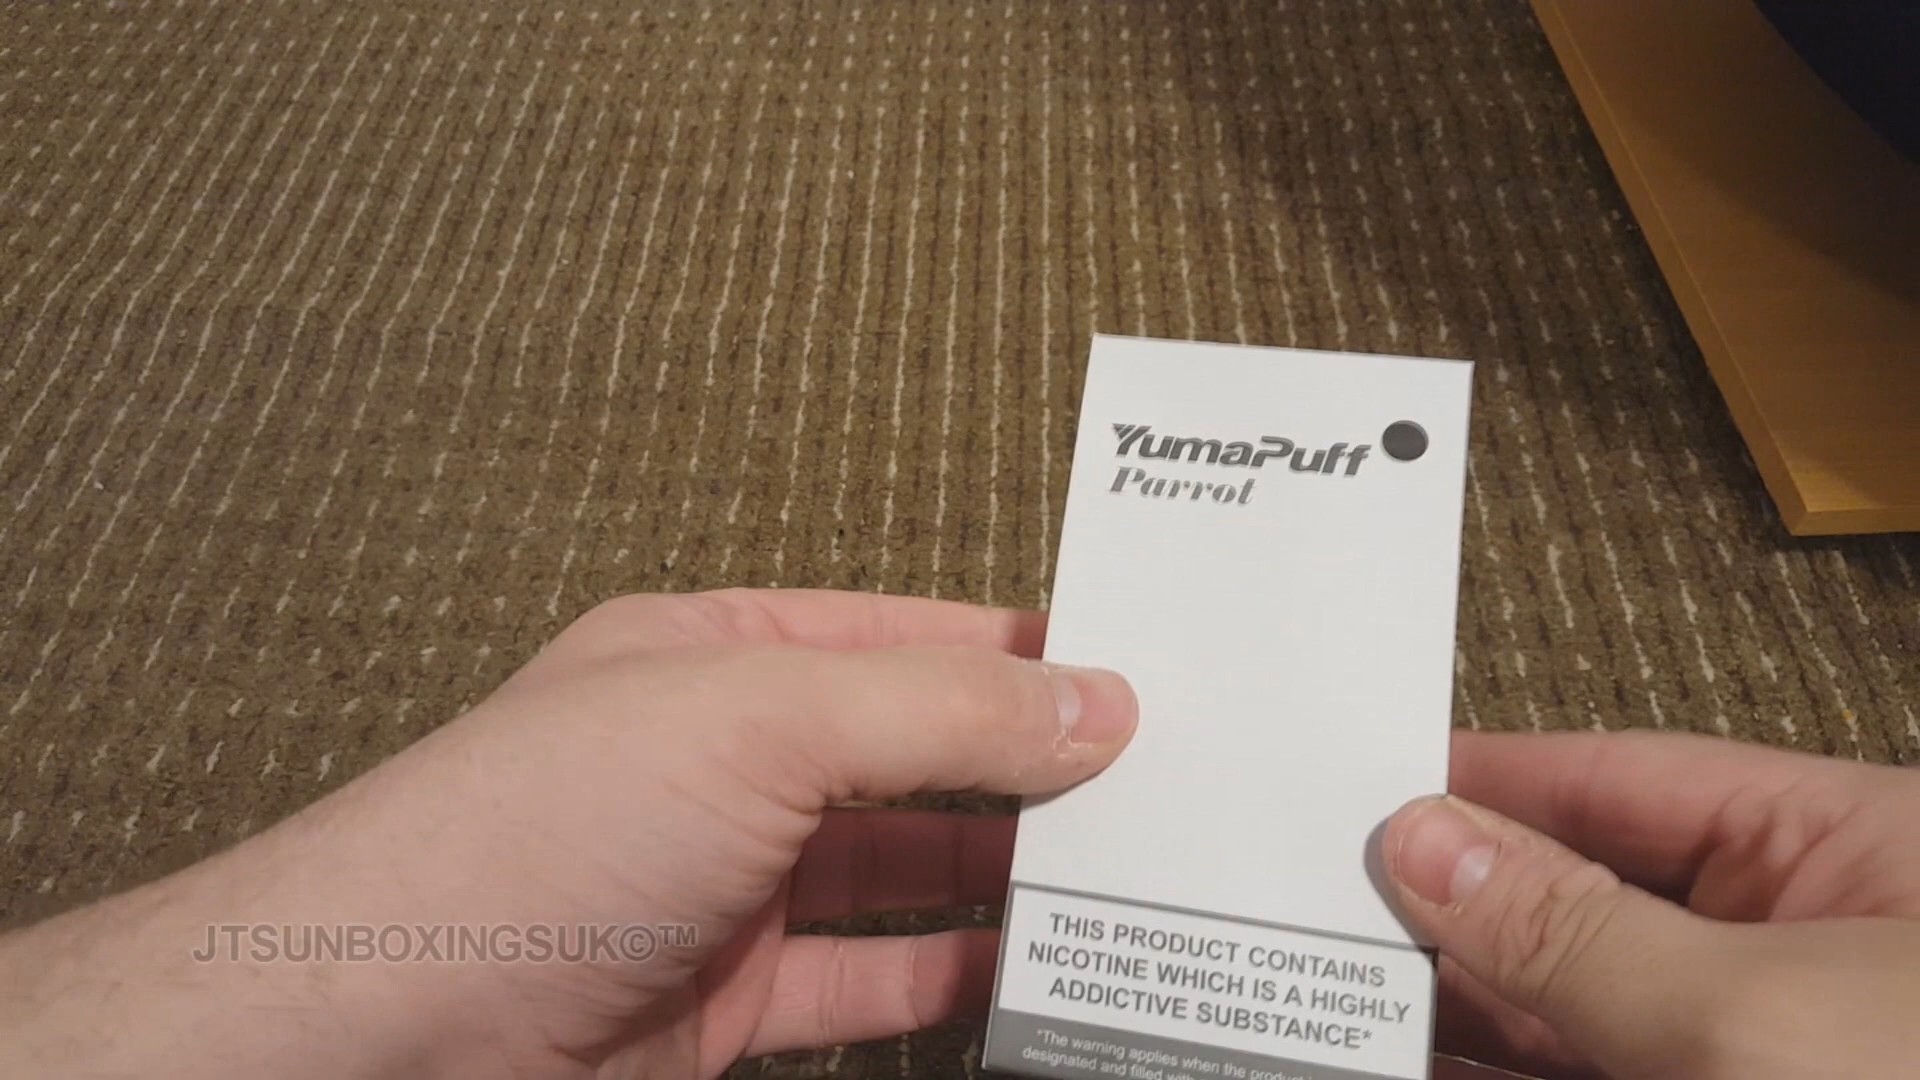 YumaPuff
Parrot
THIS PRODUCT CONTAINS
NICOTINE WHICH IS A HIGHLY
ADDICTIVE SUBSTANCE*
*The warning applies when the product
designated and filled
JTSUNBOXINGSUK©™